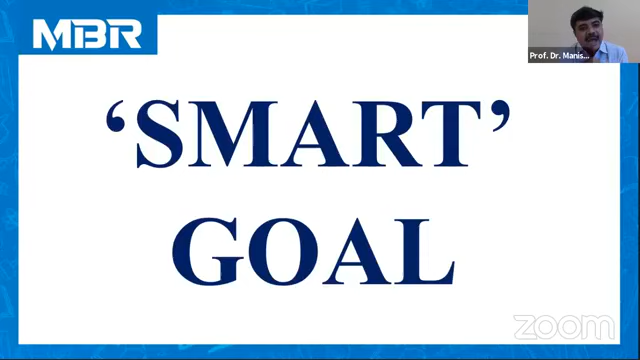 MBR
Prof. Dr. Manis...
‘SMART’
GOAL
zoom